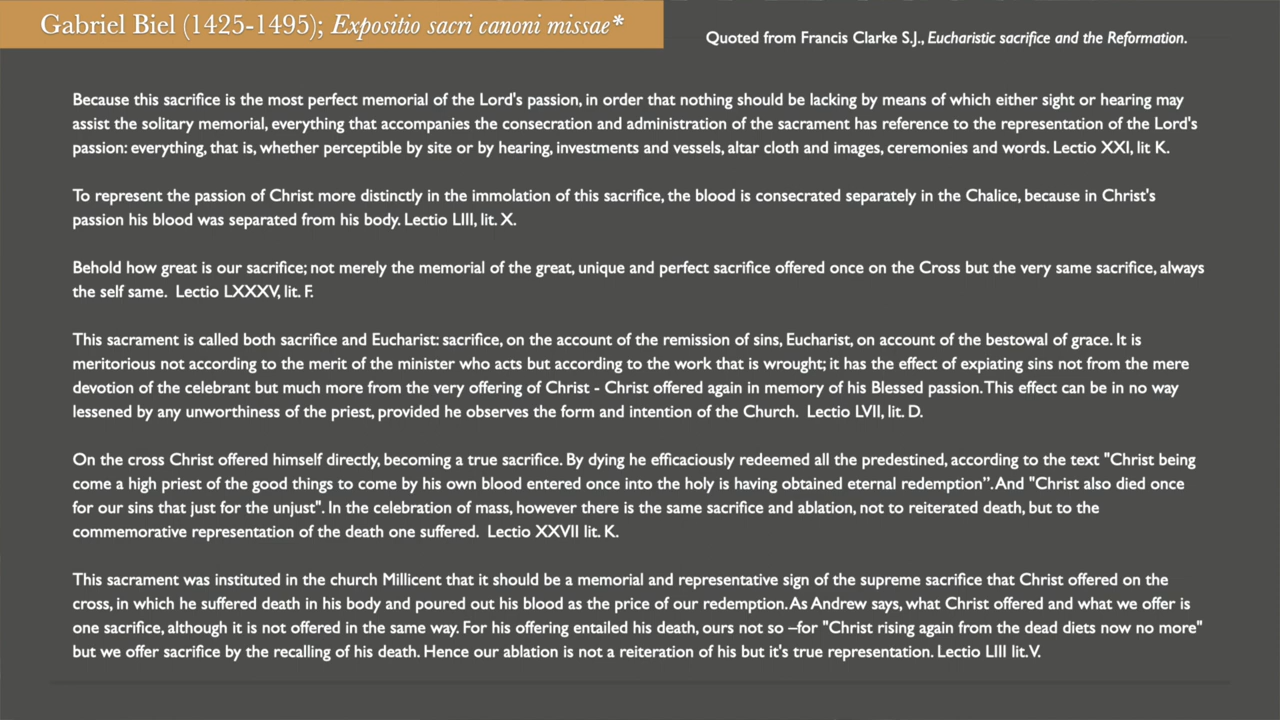 Gabriel Biel (1425-1495); Expositio sacri canoni missae*
Quoted from Francis Clarke S.J., Eucharistic sacrifice and the Reformation.
Because this sacrifice is the most perfect memorial of the Lord's passion, in order that nothing should be lacking by means of which either sight or hearing may
assist the solitary memorial, everything that accompanies the consecration and administration of the sacrament has reference to the representation of the Lord's
passion: everything, that is, whether perceptible by site or by hearing, investments and vessels, altar cloth and images, ceremonies and words. Lectio XXI, lit K.
To represent the passion of Christ more distinctly in the immolation of this sacrifice, the blood is consecrated separately in the Chalice, because in Christ's
passion his blood was separated from his body. Lectio LIII, lit. X.
Behold how great is our sacrifice; not merely the memorial of the great, unique and perfect sacrifice offered once on the Cross but the very same sacrifice, always
the self same. Lectio LXXXV, lit. F.
This sacrament is called both sacrifice and Eucharist: sacrifice, on the account of the remission of sins, Eucharist, on account of the bestowal of grace. It is
meritorious not according to the merit of the minister who acts but according to the work that is wrought; it has the effect of expiating sins not from the mere
devotion of the celebrant but much more from the very offering of Christ - Christ offered again in memory of his Blessed passion. This effect can be in no way
lessened by any unworthiness of the priest, provided he observes the form and intention of the Church. Lectio LVII, lit. D.
On the cross Christ offered himself directly, becoming a true sacrifice. By dying he efficaciously redeemed all the predestined, according to the text "Christ being
come a high priest of the good things to come by his own blood entered once into the holy is having obtained eternal redemption”. And "Christ also died once
for our sins that just for the unjust". In the celebration of mass, however there is the same sacrifice and ablation, not to reiterated death, but to the
commemorative representation of the death one suffered. Lectio XXVII lit. K.
This sacrament was instituted in the church Millicent that it should be a memorial and representative sign of the supreme sacrifice that Christ offered on the
cross, in which he suffered death in his body and poured out his blood as the price of our redemption. As Andrew says, what Christ offered and what we offer is
one sacrifice, although it is not offered in the same way. For his offering entailed his death, ours not so –for "Christ rising again from the dead diets now no more"
but we offer sacrifice by the recalling of his death. Hence our ablation is not a reiteration of his but it's true representation. Lectio LIII lit. V.